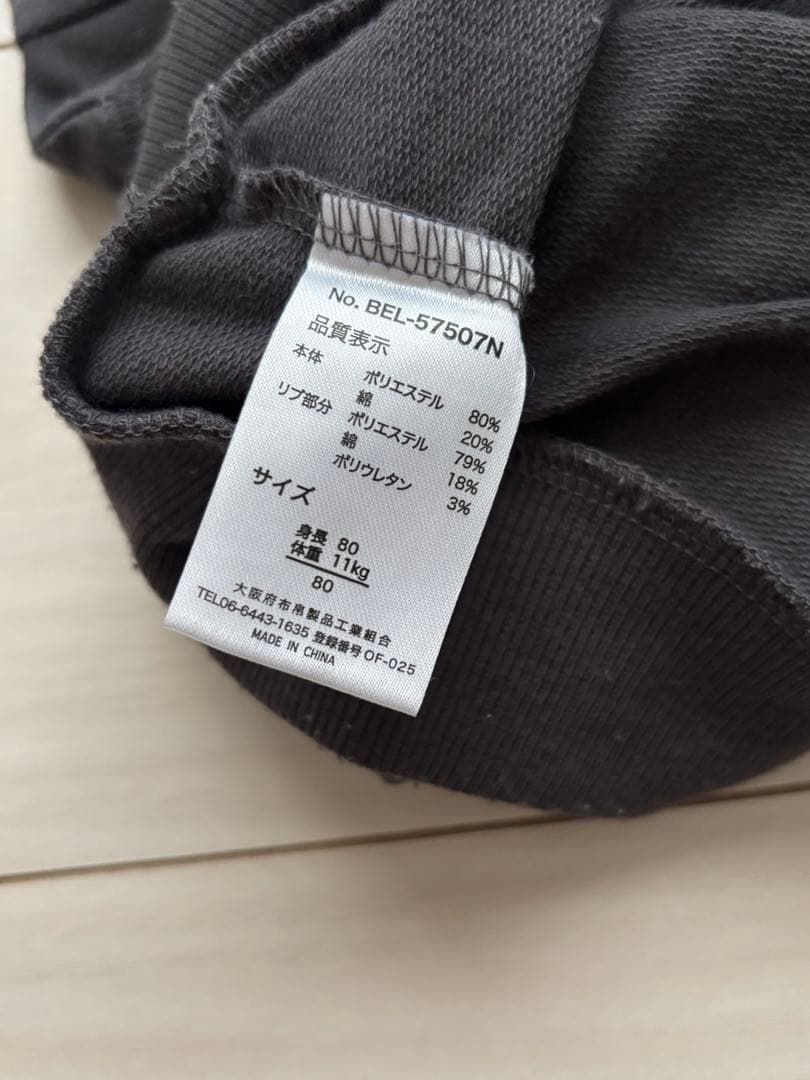 No. BEL-57507N
品質表示
本体 ポリエステル 80%
綿 20%
リブ部分 ポリエステル 79%
綿 18%
ポリウレタン 3%
サイズ
身長 80
体重 11kg
80
大阪府布帛製品工業組合
TEL06-6443-1635 登録番号OF-025
MADE IN CHINA